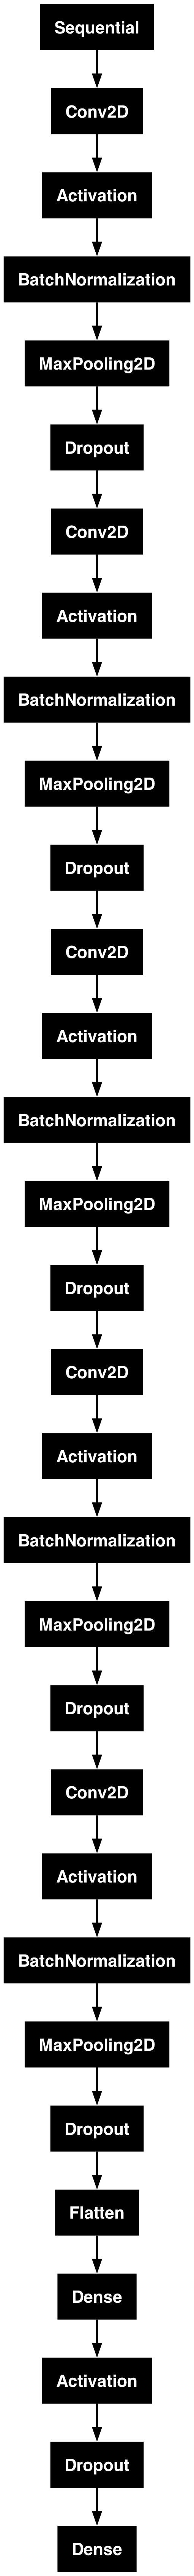 Sequential
Conv2D
Activation
BatchNormalization
MaxPooling2D
Dropout
Conv2D
Activation
BatchNormalization
MaxPooling2D
Dropout
Conv2D
Activation
BatchNormalization
MaxPooling2D
Dropout
Conv2D
Activation
BatchNormalization
MaxPooling2D
Dropout
Conv2D
Activation
BatchNormalization
MaxPooling2D
Dropout
Flatten
Dense
Activation
Dropout
Dense